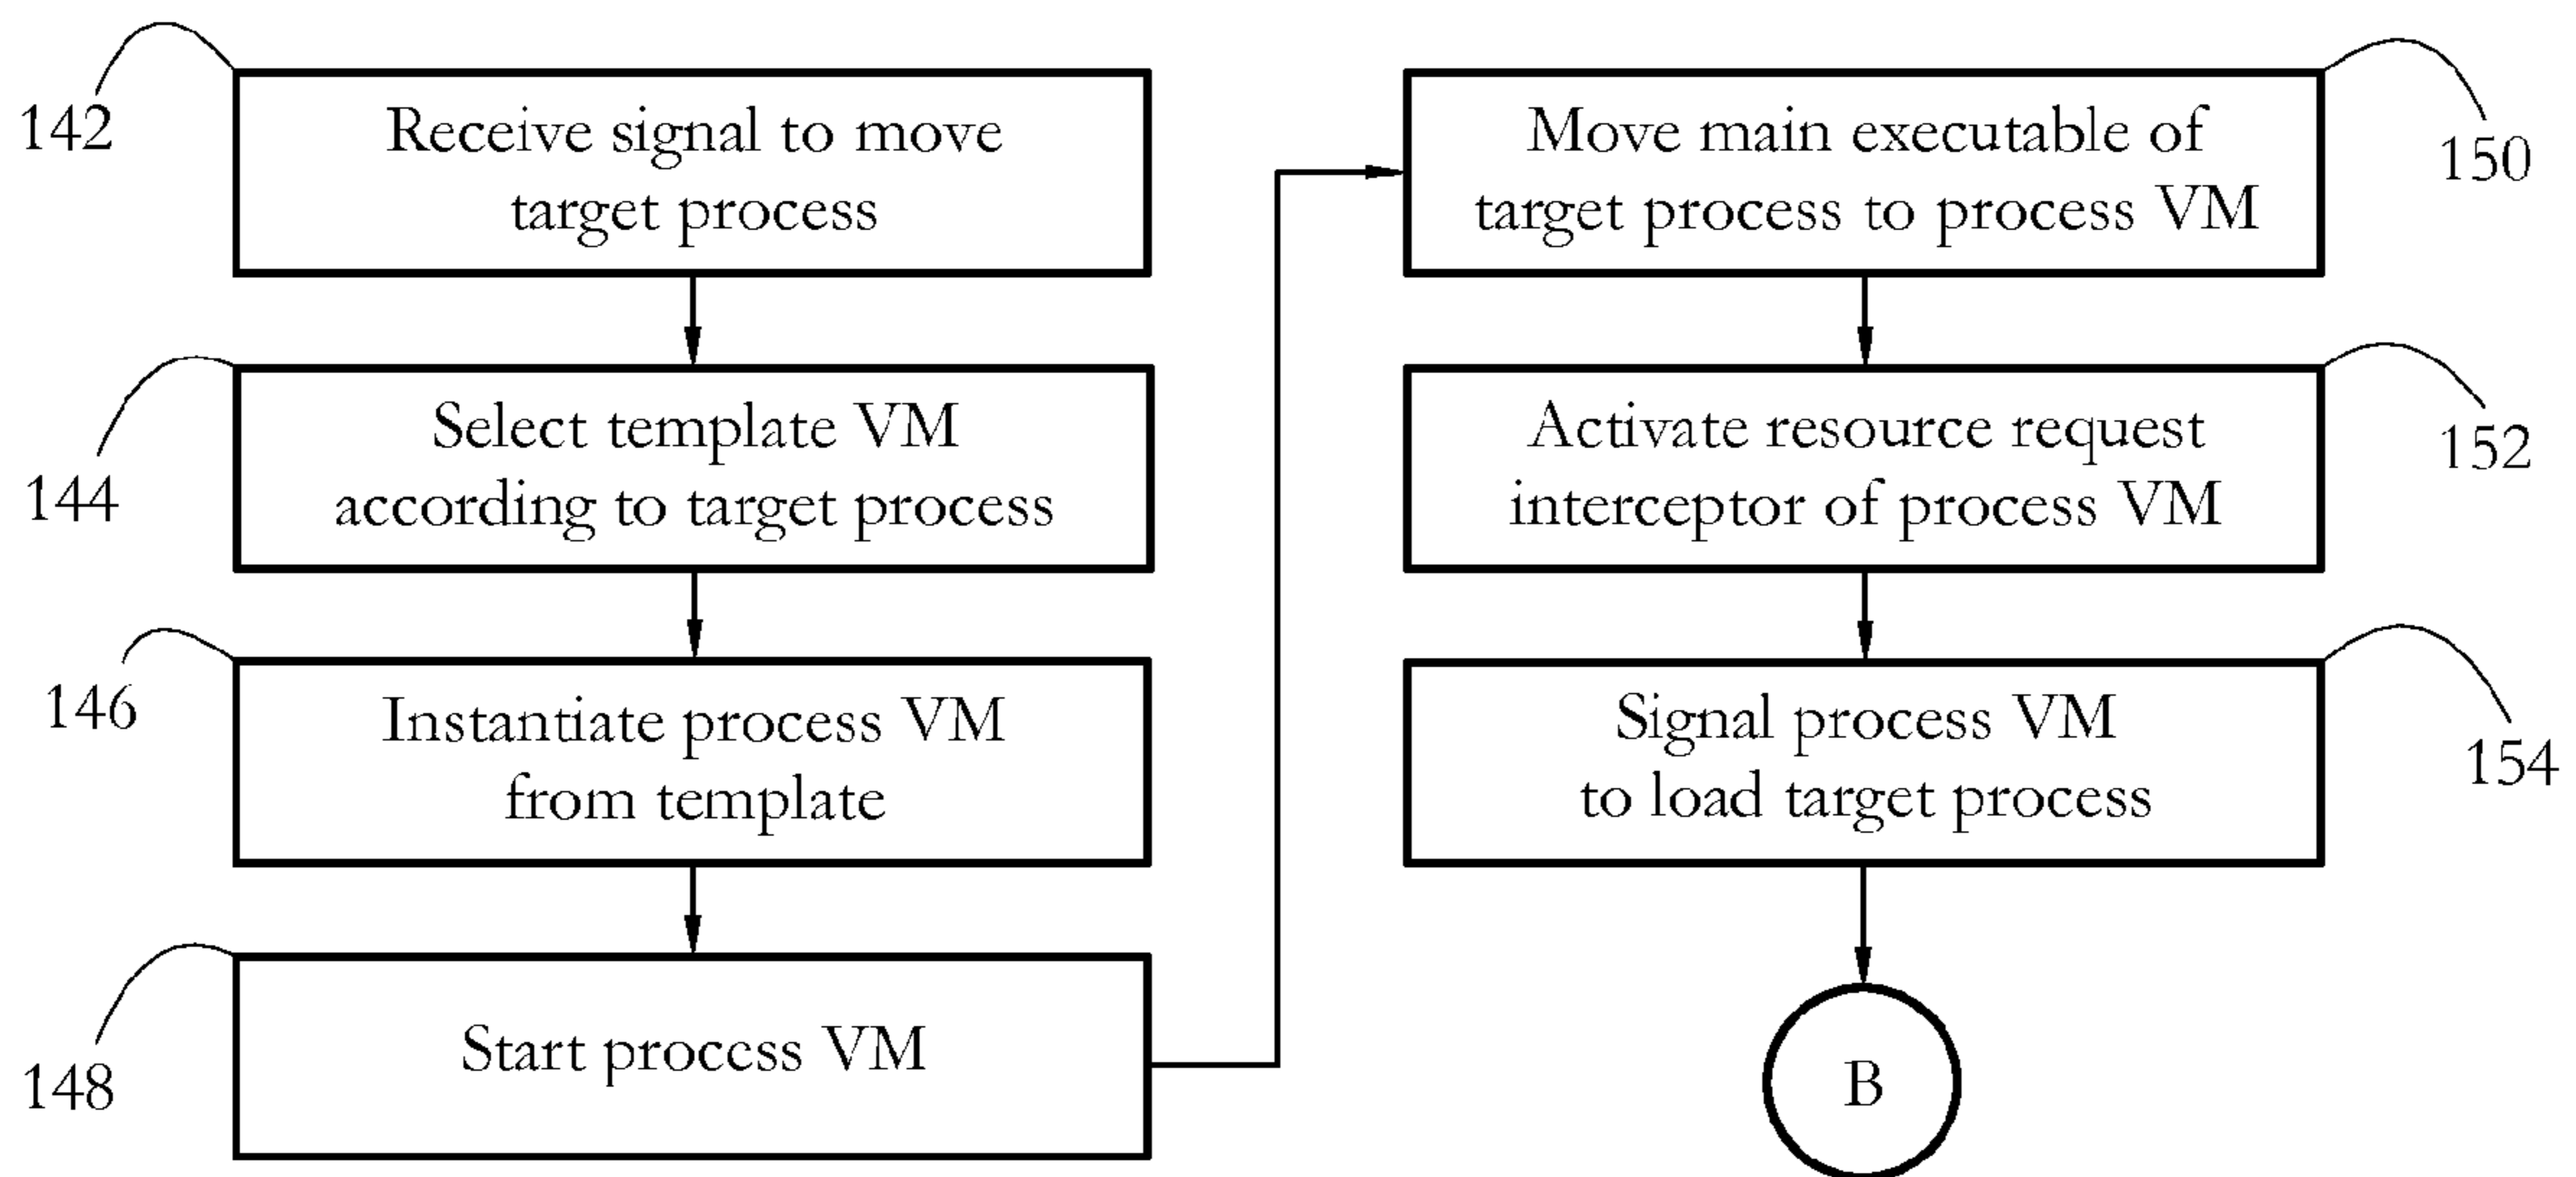 142
Receive signal to move
target process
144
Select template VM
according to target process
146
Instantiate process VM
from template
148
Start process VM
Move main executable of
target process to process VM
150
Activate resource request
interceptor of process VM
152
Signal process VM
to load target process
154
B